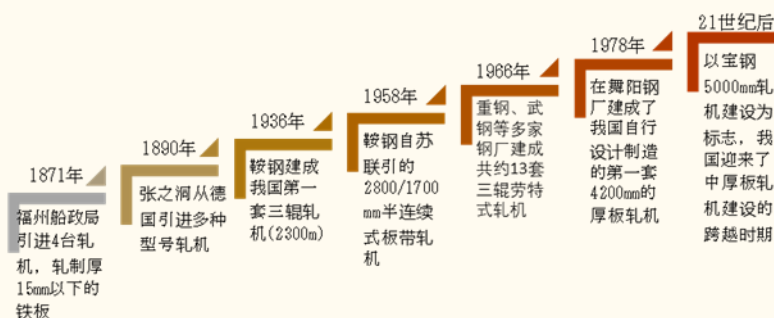 1871年
福州船政局
引进4台轧
机，轧制厚
15mm以下的
铁板
1890年
张之洞从德
国引进多种
型号轧机
1936年
鞍钢建成
我国第一
套三辊轧
机(2300m)
1958年
鞍钢自苏
联引的
2800/1700
mm半连续
式板带轧
机
1966年
重钢、武
钢等多家
钢厂建成
共约13套
三辊劳特
式轧机
1978年
在舞阳钢
厂建成了
我国自行
设计制造
的第一套
4200mm的
厚板轧机
21世纪后
以宝钢
5000mm轧
机建设为
标志，我
国迎来了
中厚板轧
机建设的
跨越时期